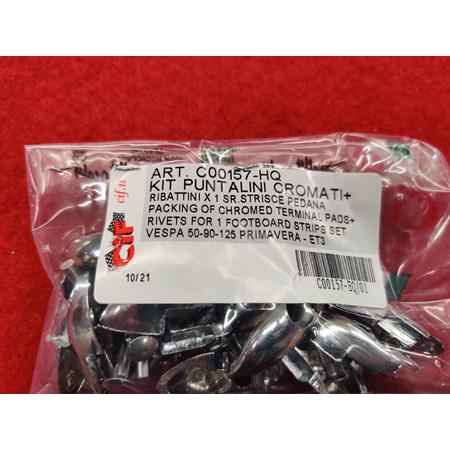 ART. C00157-HQ
KIT PUNTALINI CROMATI+
RIBATTINI X 1 SR.STRISCE PEDANA
PACKING OF CHROMED TERMINAL PADS+
RIVETS FOR 1 FOOTBOARD STRIPS SET
VESPA 50-90-125 PRIMAVERA - ET3
CIF
10/21
C00157-HQ/01